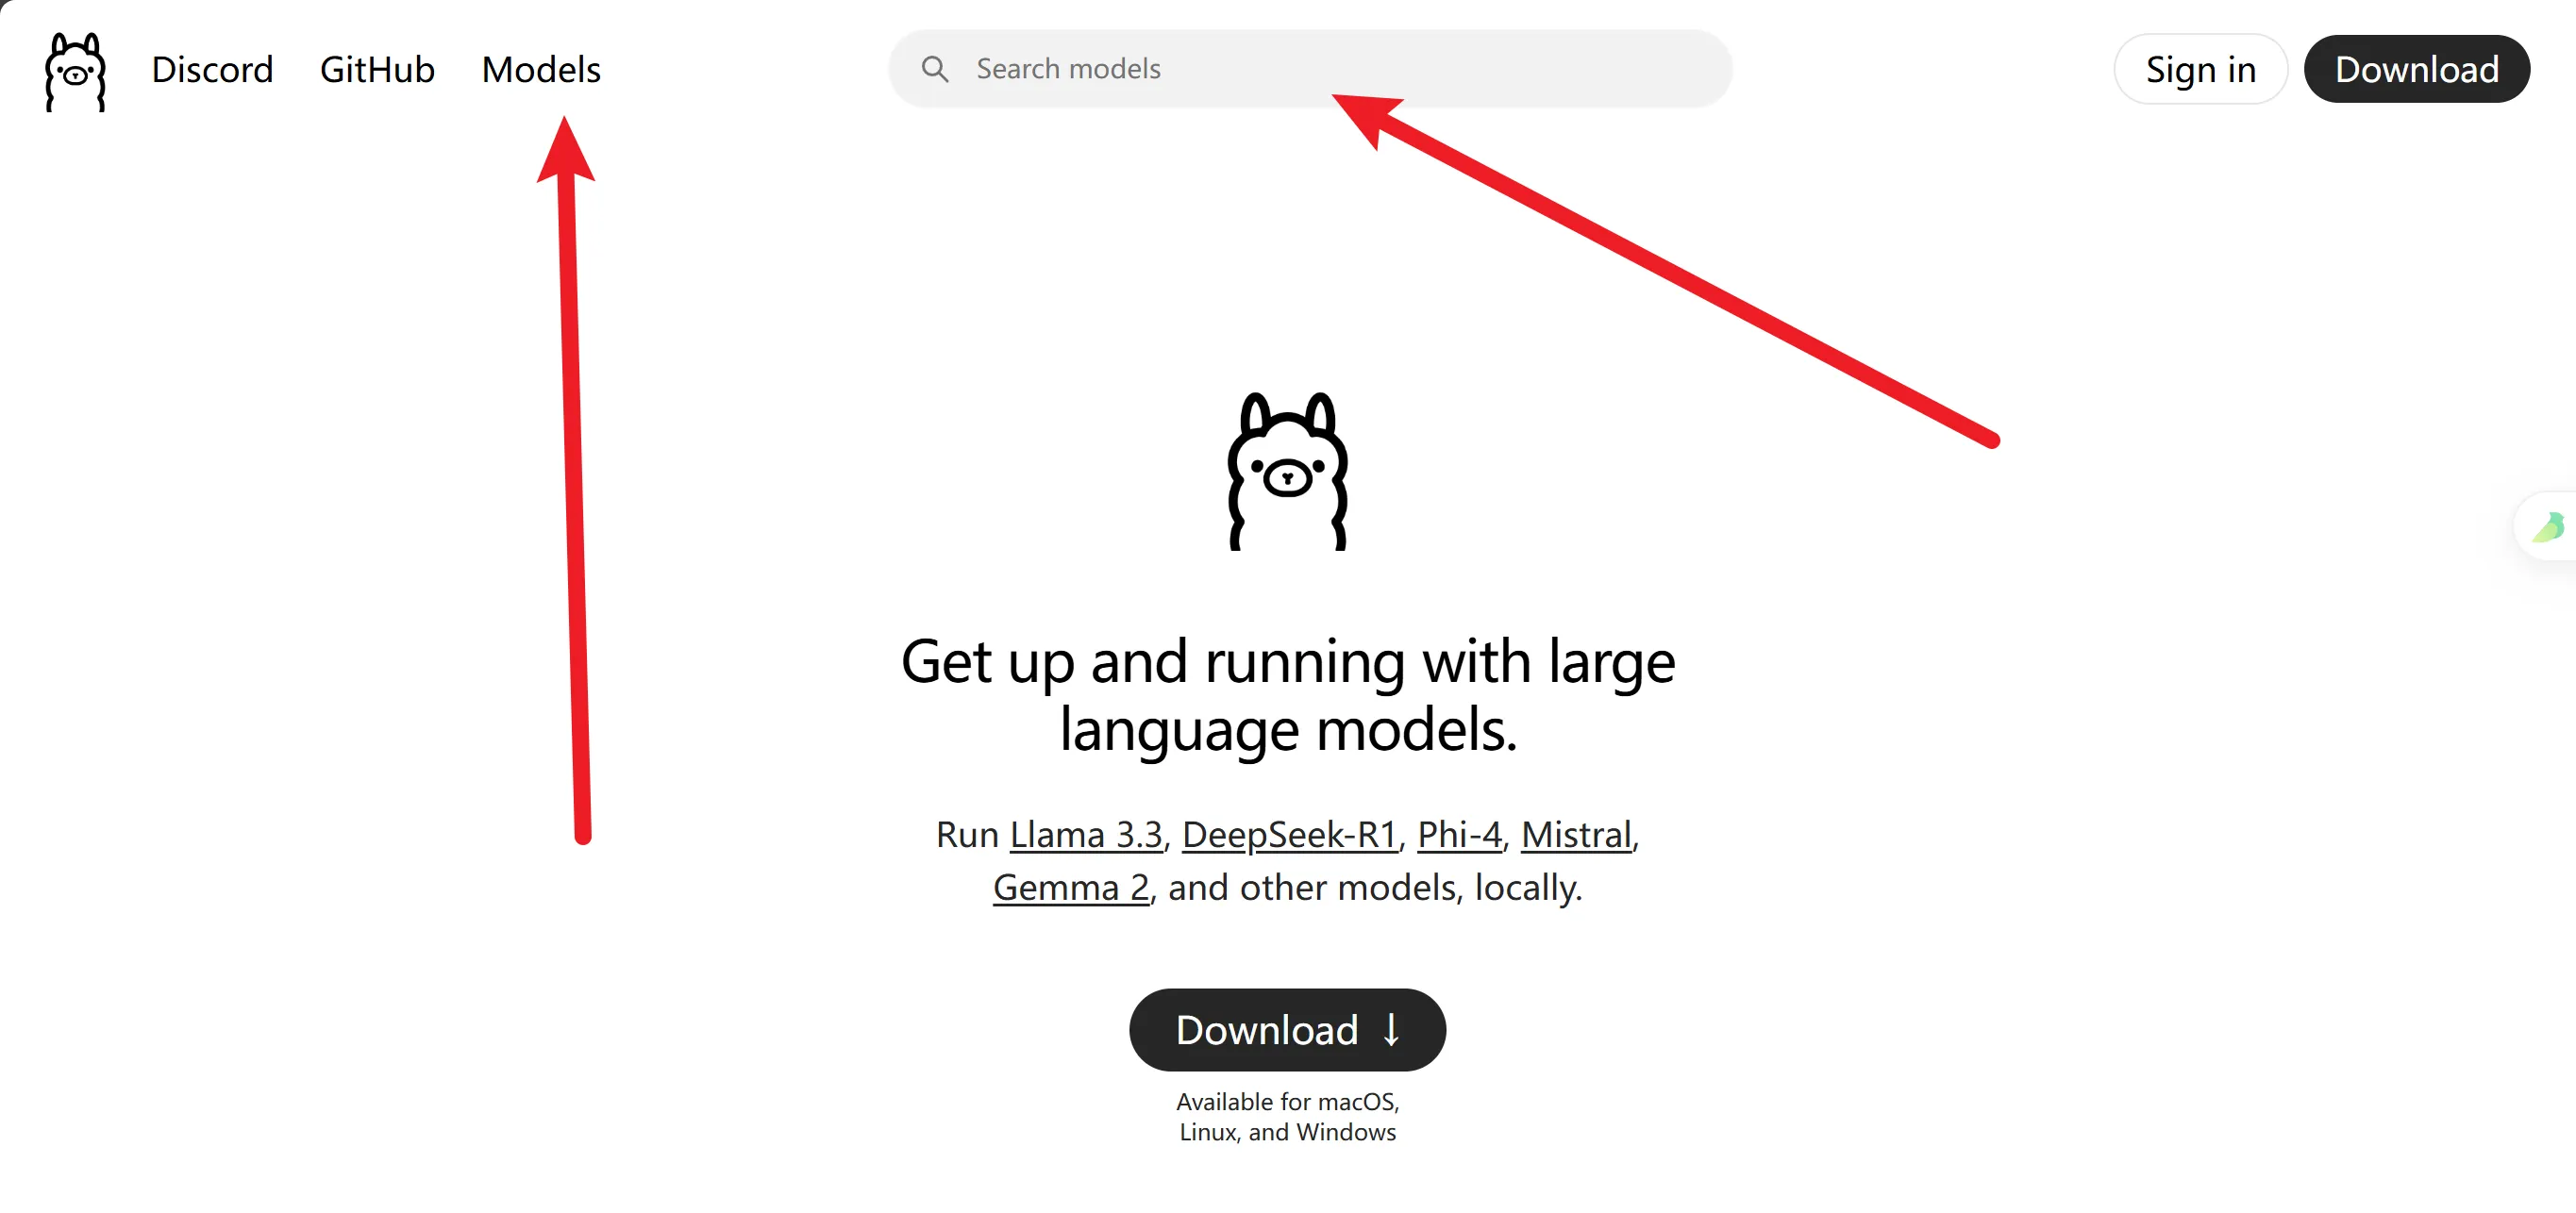 Discord GitHub Models Search models Sign in Download
Get up and running with large
language models.
Run Llama 3.3, DeepSeek-R1, Phi-4, Mistral,
Gemma 2, and other models, locally.
Download ↓
Available for macOS,
Linux, and Windows